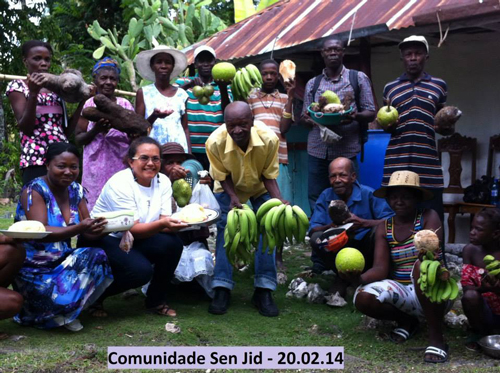 Comunidade Sen Jid - 20.02.14